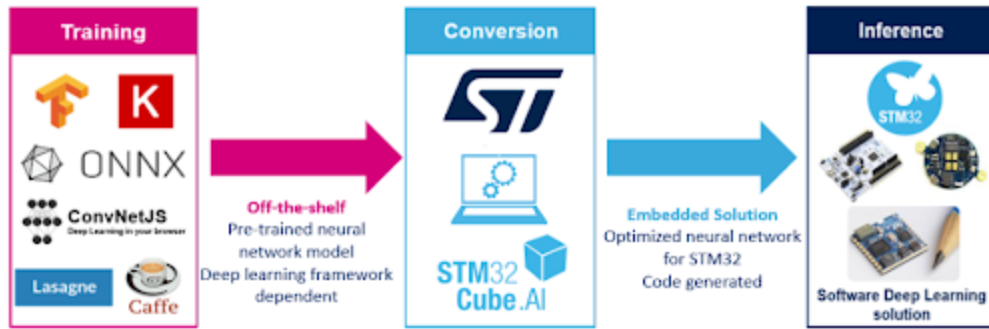 Training
K
ONNX
ConvNetJS
Deep Learning in your browser
Lasagne
Caffe
Off-the-shelf
Pre-trained neural
network model
Deep learning framework
dependent
Conversion
ST
STM32
Cube.AI
Embedded Solution
Optimized neural network
for STM32
Code generated
Inference
STM32
Software Deep Learning
solution